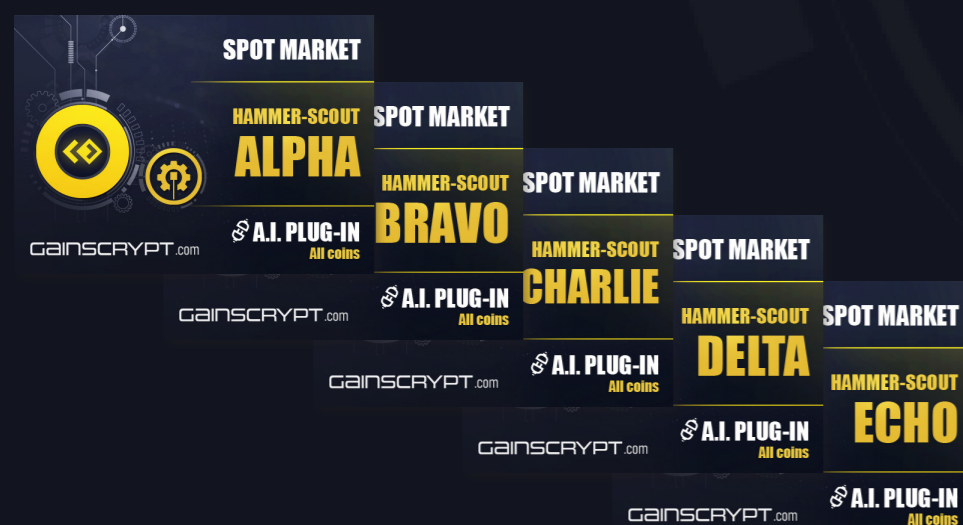 SPOT MARKET
HAMMER-SCOUT
ALPHA
A.I. PLUG-IN
All coins
GAINSCRYPT.com
SPOT MARKET
HAMMER-SCOUT
BRAVO
A.I. PLUG-IN
All coins
GAINSCRYPT.com
SPOT MARKET
HAMMER-SCOUT
CHARLIE
A.I. PLUG-IN
All coins
GAINSCRYPT.com
SPOT MARKET
HAMMER-SCOUT
DELTA
A.I. PLUG-IN
All coins
GAINSCRYPT.com
SPOT MARKET
HAMMER-SCOUT
ECHO
A.I. PLUG-IN
All coins
GAINSCRYPT.com